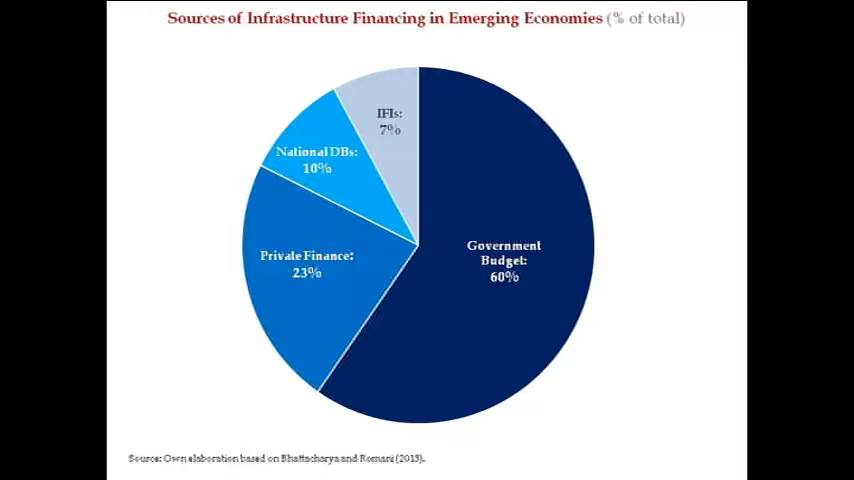 Sources of Infrastructure Financing in Emerging Economies (% of total)
IFIs:
7%
National DBs:
10%
Private Finance:
23%
Government
Budget:
60%
Source: Own elaboration based on Bhattacharya and Romani (2013).